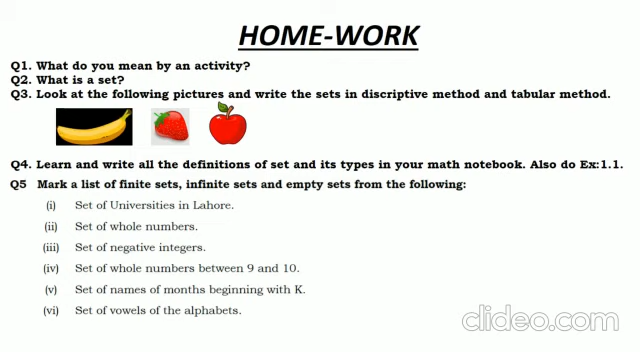 HOME-WORK
Q1. What do you mean by an activity?
Q2. What is a set?
Q3. Look at the following pictures and write the sets in discriptive method and tabular method.
Q4. Learn and write all the definitions of set and its types in your math notebook. Also do Ex:1.1.
Q5 Mark a list of finite sets, infinite sets and empty sets from the following:
(i) Set of Universities in Lahore.
(ii) Set of whole numbers.
(iii) Set of negative integers.
(iv) Set of whole numbers between 9 and 10.
(v) Set of names of months beginning with K.
(vi) Set of vowels of the alphabets.
clideo.com